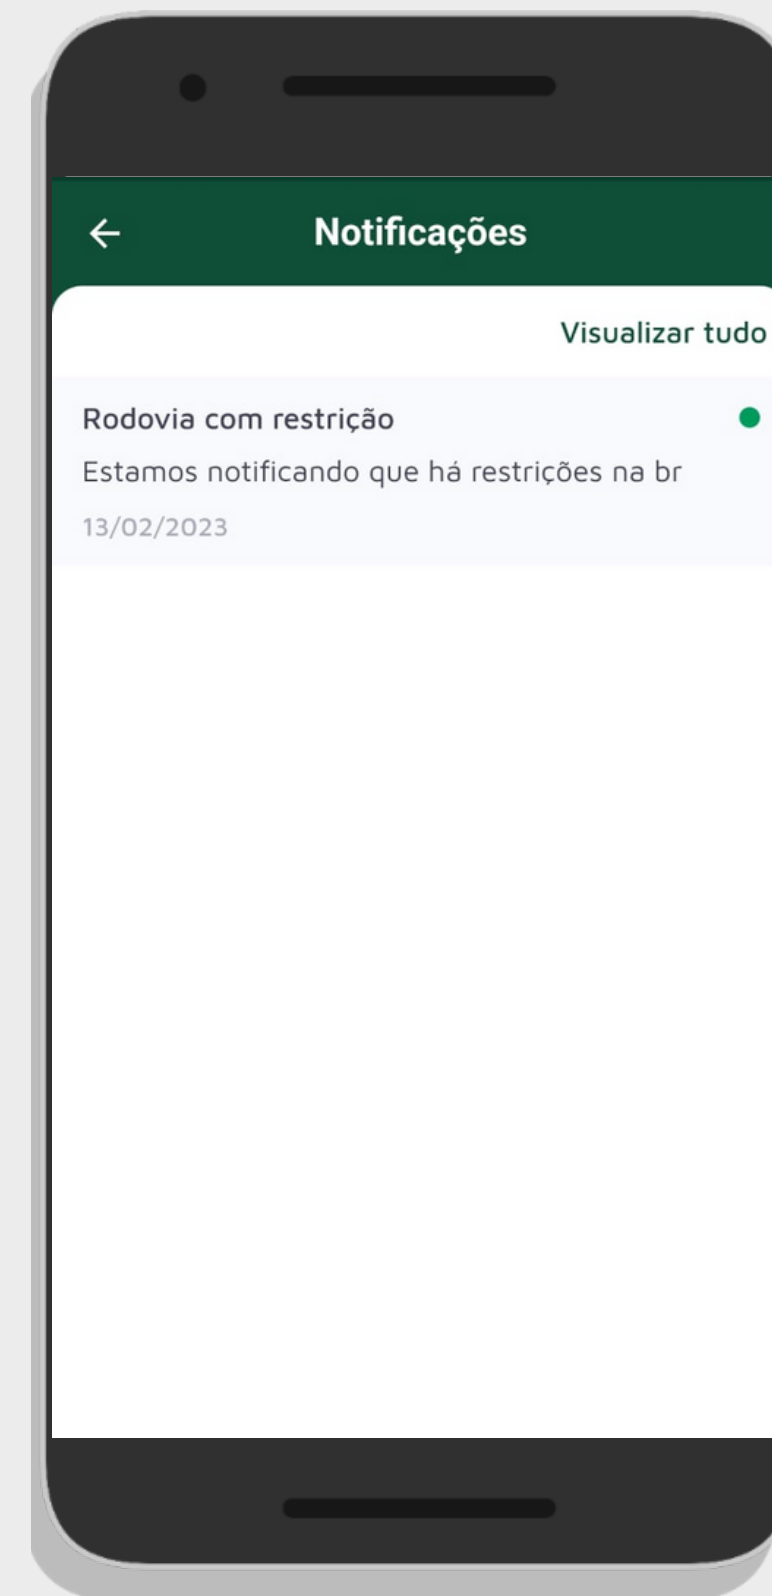 Notificações
Visualizar tudo
Rodovia com restrição
Estamos notificando que há restrições na br
13/02/2023